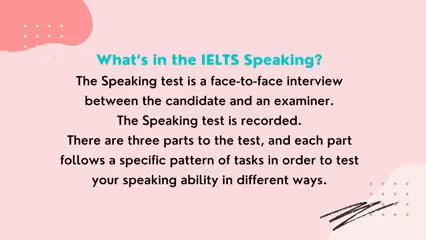 What's in the IELTS Speaking?
The Speaking test is a face-to-face interview
between the candidate and an examiner.
The Speaking test is recorded.
There are three parts to the test, and each part
follows a specific pattern of tasks in order to test
your speaking ability in different ways.